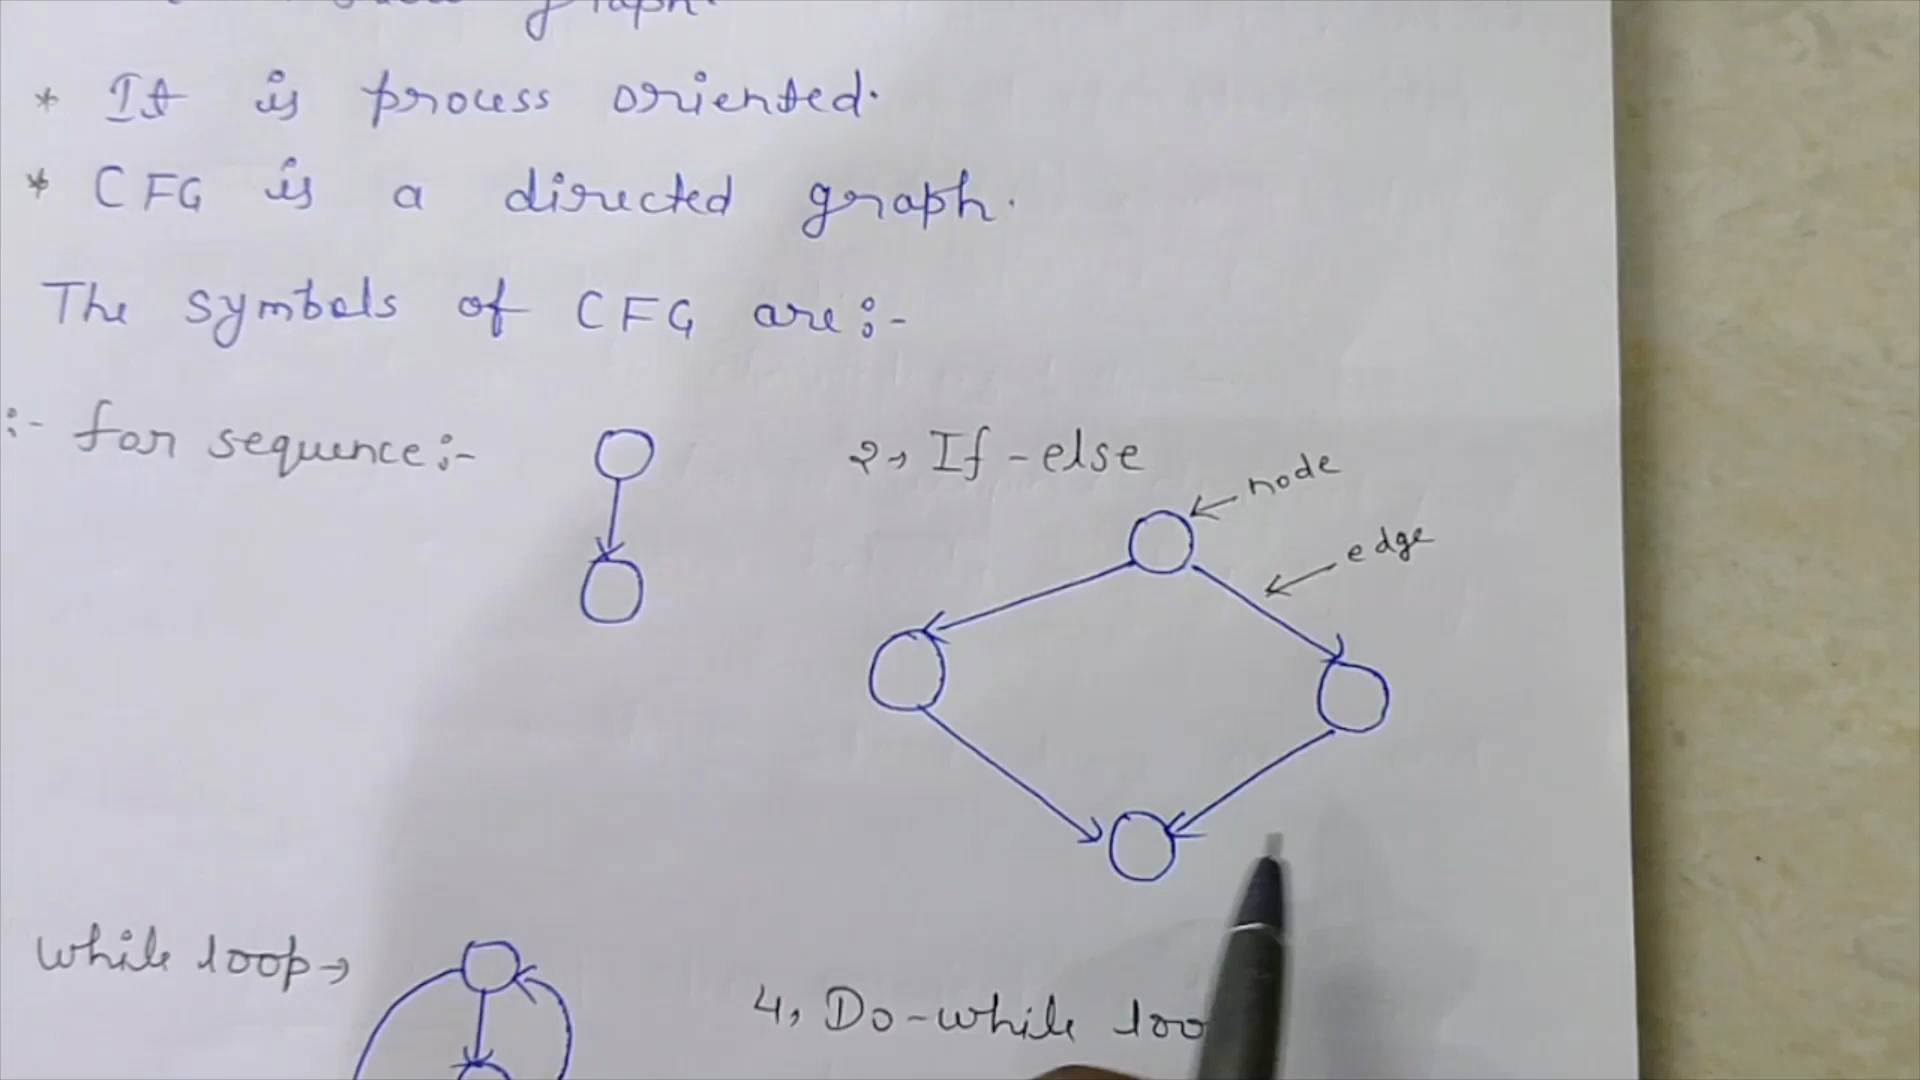 graph.
* It is process oriented.
* CFG is a directed graph.
The symbols of CFG are :-
:- for sequence :-
2, If-else
node
edge
while loop →
4, Do-while